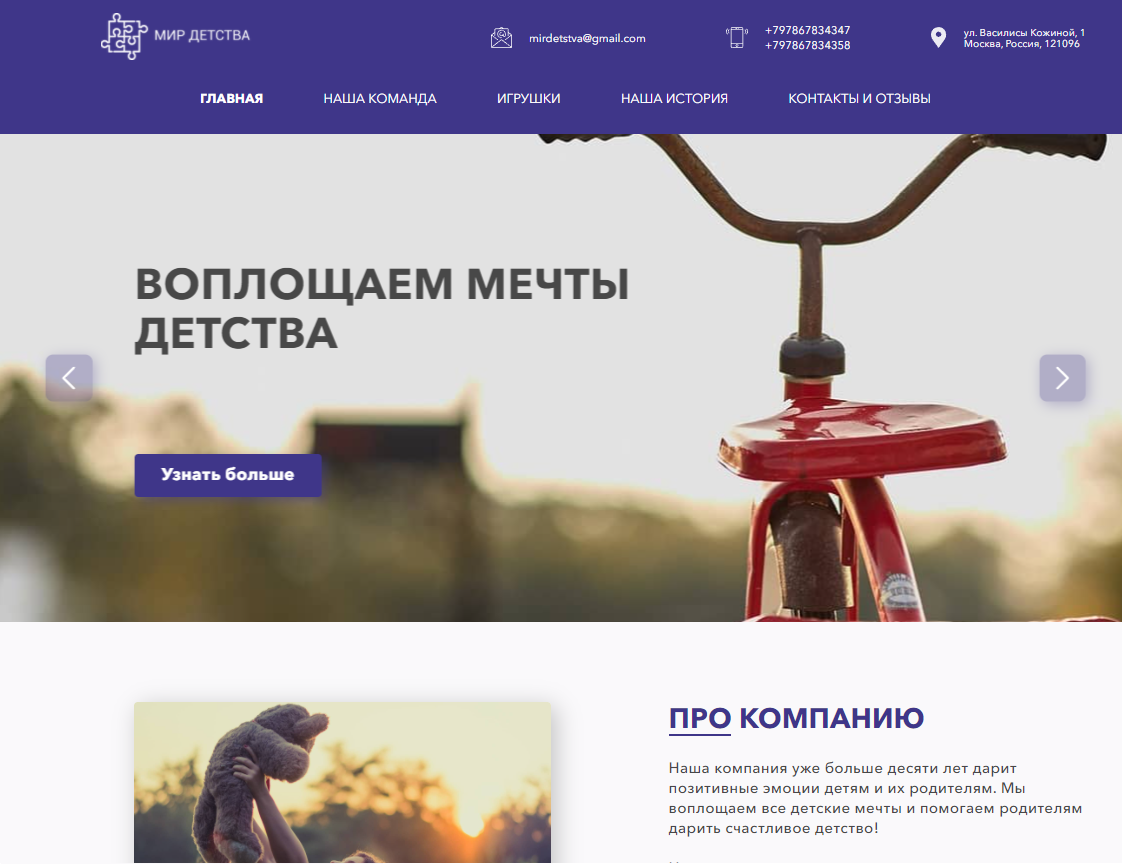 МИР ДЕТСТВА
mirdetstva@gmail.com
+797867834347
+797867834358
ул. Василисы Кожиной, 1
Москва, Россия, 121096
ГЛАВНАЯ
НАША КОМАНДА
ИГРУШКИ
НАША ИСТОРИЯ
КОНТАКТЫ И ОТЗЫВЫ
ВОПЛОЩАЕМ МЕЧТЫ
ДЕТСТВА
Узнать больше
ПРО КОМПАНИЮ
Наша компания уже больше десяти лет дарит
позитивные эмоции детям и их родителям. Мы
воплощаем все детские мечты и помогаем родителям
дарить счастливое детство!